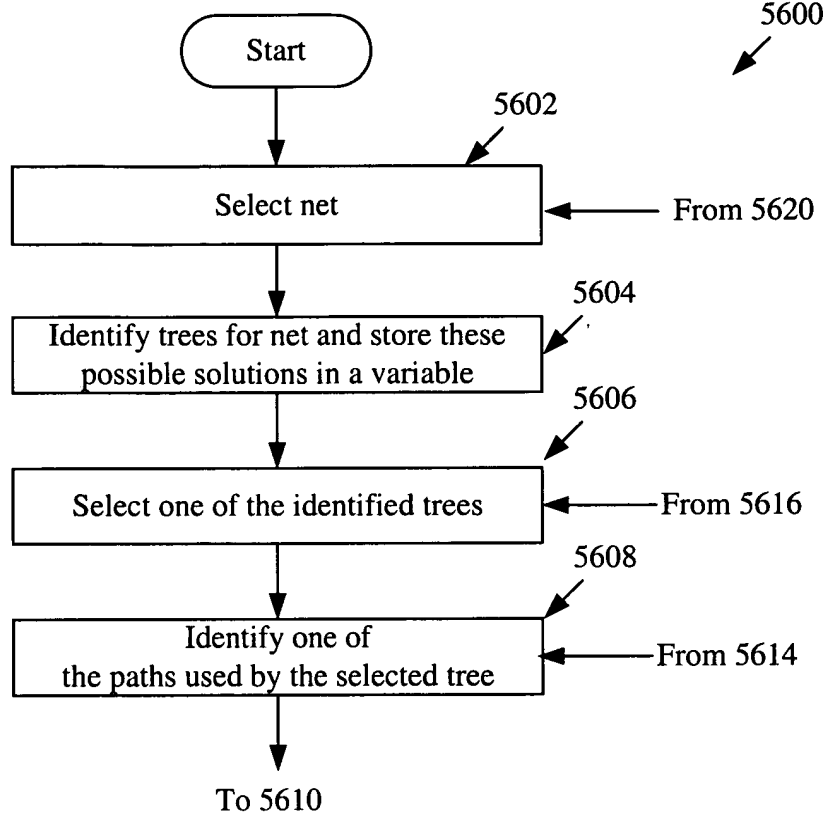 5600
Start
5602
Select net
From 5620
5604
Identify trees for net and store these
possible solutions in a variable
5606
Select one of the identified trees
From 5616
5608
Identify one of
the paths used by the selected tree
From 5614
To 5610